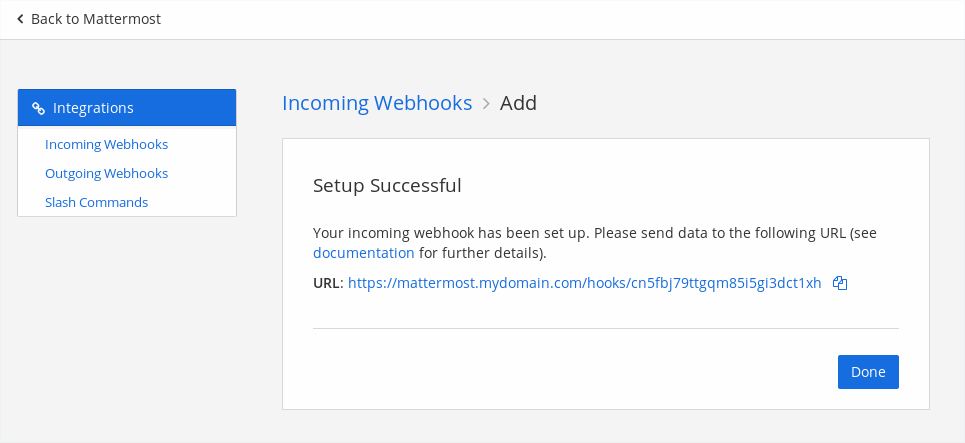 Back to Mattermost
Integrations
Incoming Webhooks
Outgoing Webhooks
Slash Commands
Incoming Webhooks > Add
Setup Successful
Your incoming webhook has been set up. Please send data to the following URL (see
documentation for further details).
URL: https://mattermost.mydomain.com/hooks/cn5fbj79ttgqm85i5gi3dct1xh
Done